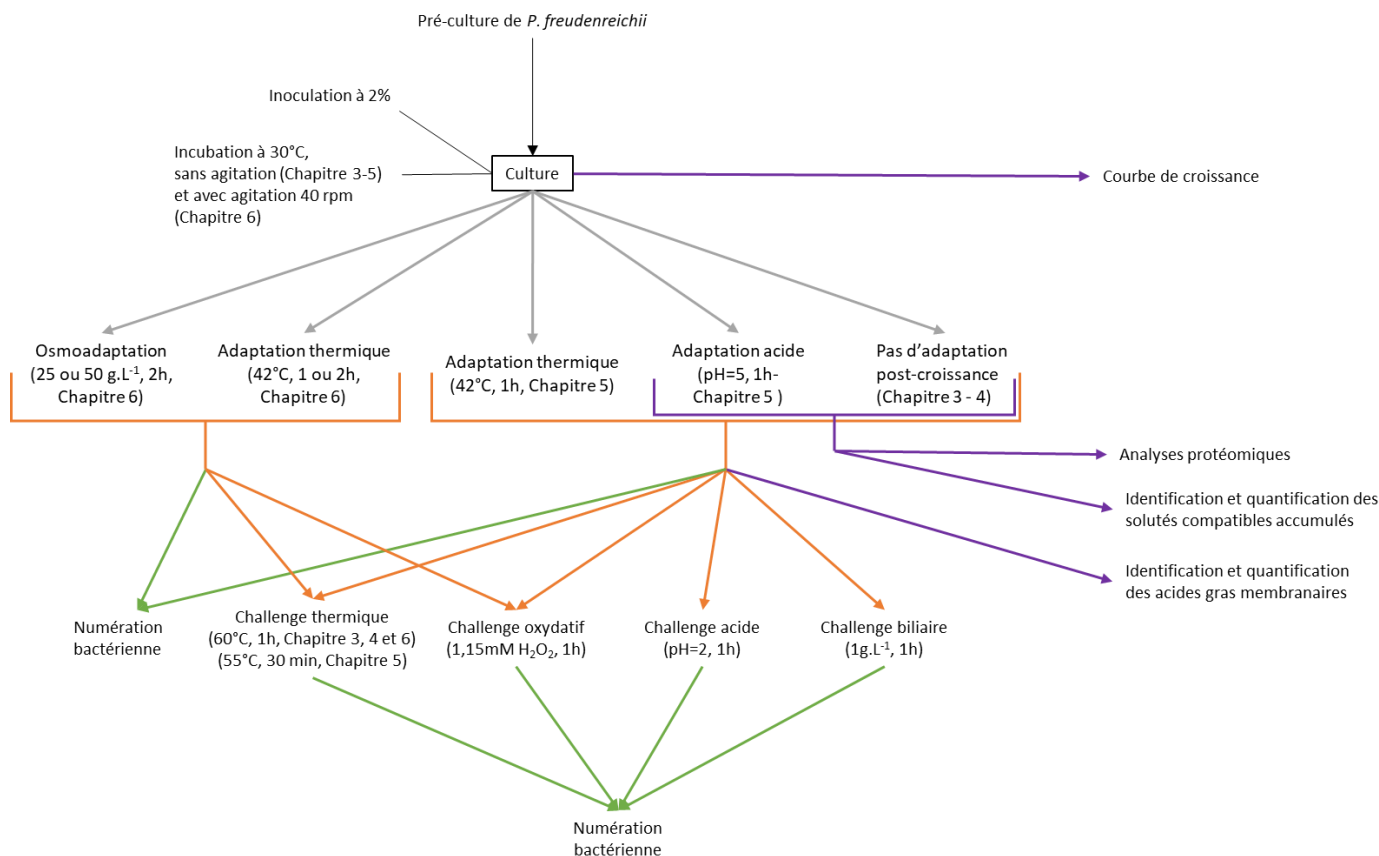 Pré-culture de P. freudenreichii
Inoculation à 2%
Incubation à 30°C,
sans agitation (Chapitre 3-5)
et avec agitation 40 rpm
(Chapitre 6)
Culture
Courbe de croissance
Osmoadaptation
(25 ou 50 g.L-1, 2h,
Chapitre 6)
Adaptation thermique
(42°C, 1 ou 2h,
Chapitre 6)
Adaptation thermique
(42°C, 1h, Chapitre 5)
Adaptation acide
(pH=5, 1h-
Chapitre 5 )
Pas d’adaptation
post-croissance
(Chapitre 3 - 4)
Analyses protéomiques
Identification et quantification des
solutés compatibles accumulés
Identification et quantification
des acides gras membranaires
Numération
bactérienne
Challenge thermique
(60°C, 1h, Chapitre 3, 4 et 6)
(55°C, 30 min, Chapitre 5)
Challenge oxydatif
(1,15mM H2O2, 1h)
Challenge acide
(pH=2, 1h)
Challenge biliaire
(1g.L-1, 1h)
Numération
bactérienne